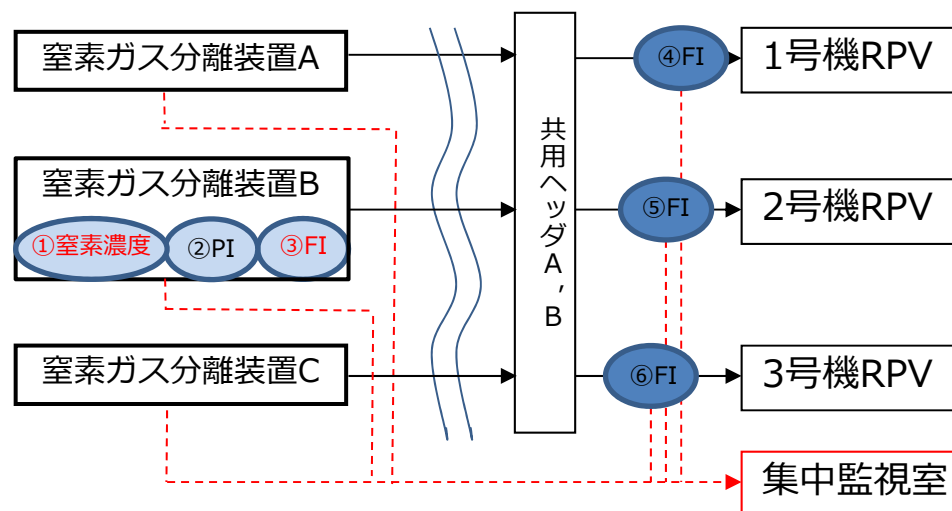 窒素ガス分離装置A
④FI
1号機RPV
共用ヘッダA,B
窒素ガス分離装置B
①窒素濃度
②PI
③FI
⑤FI
2号機RPV
窒素ガス分離装置C
⑥FI
3号機RPV
集中監視室